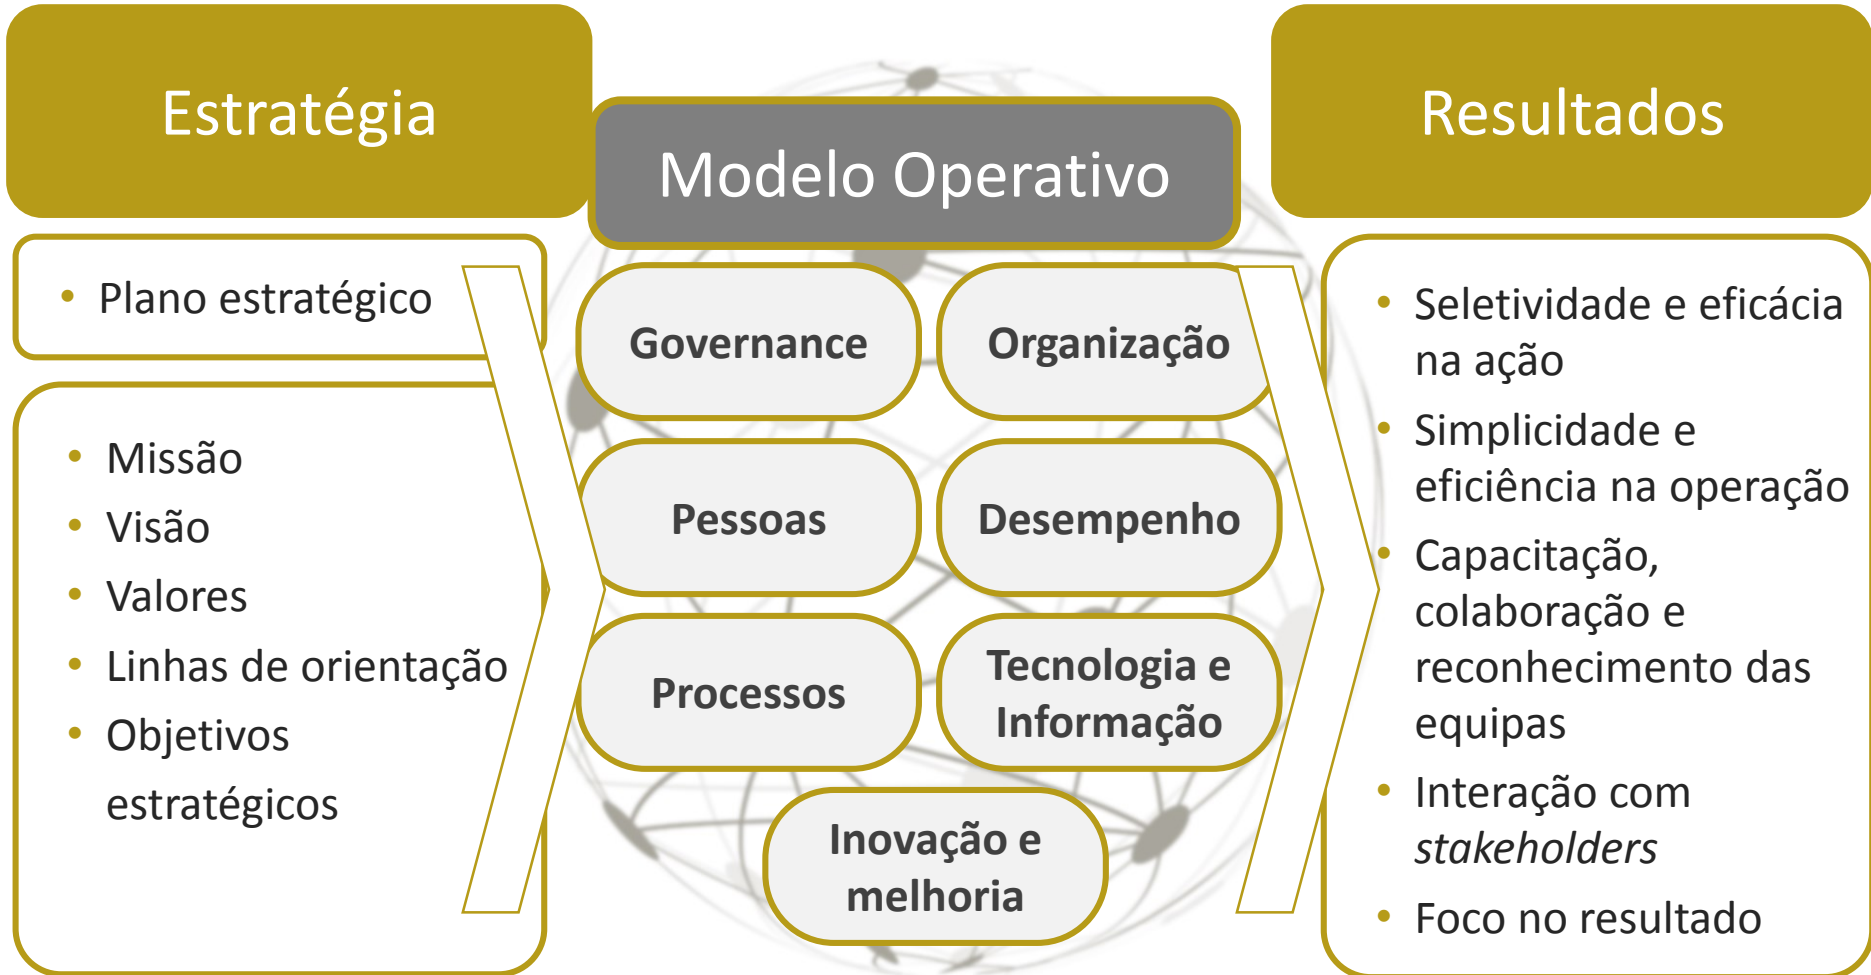 Estratégia
• Plano estratégico
• Missão
• Visão
• Valores
• Linhas de orientação
• Objetivos
estratégicos
Modelo Operativo
Governance
Organização
Pessoas
Desempenho
Processos
Tecnologia e
Informação
Inovação e
melhoria
Resultados
• Seletividade e eficácia
na ação
• Simplicidade e
eficiência na operação
• Capacitação,
colaboração e
reconhecimento das
equipas
• Interação com
stakeholders
• Foco no resultado